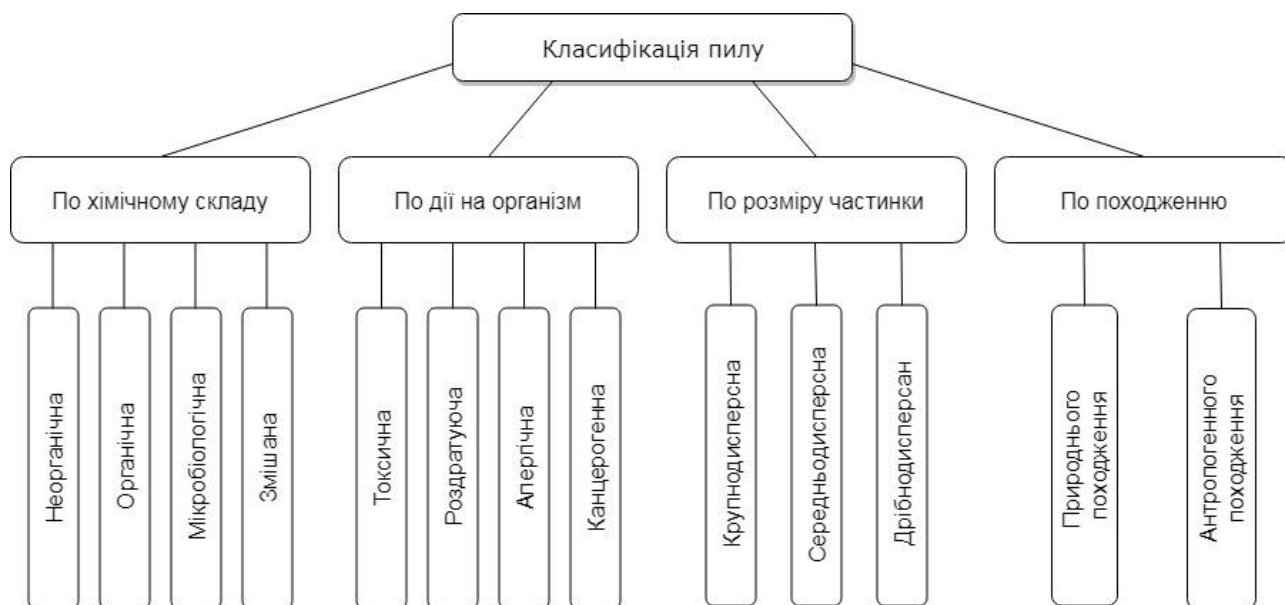 Класифікація пилу
По хімічному складу
По дії на організм
По розміру частинки
По походженню
Неорганічна
Органічна
Мікробіологічна
Змішана
Токсична
Роздратуюча
Алергічна
Канцерогенна
Крупнодисперсна
Середньодисперсна
Дрібнодисперсан
Природнього
походження
Антропогенного
походження